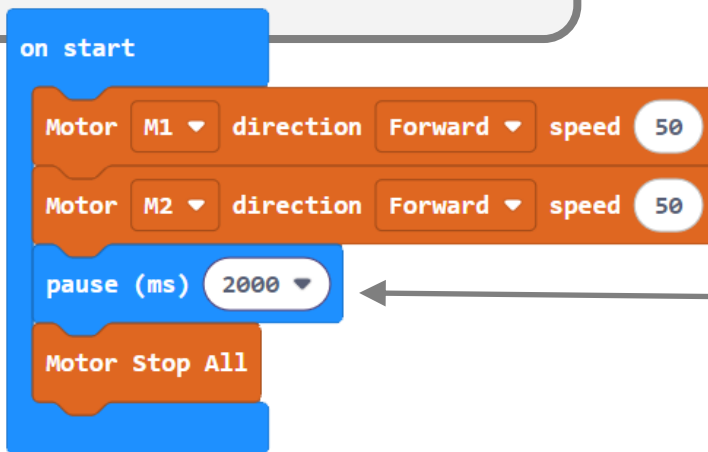 on start
Motor M1 direction Forward speed 50
Motor M2 direction Forward speed 50
pause (ms) 2000
Motor Stop All